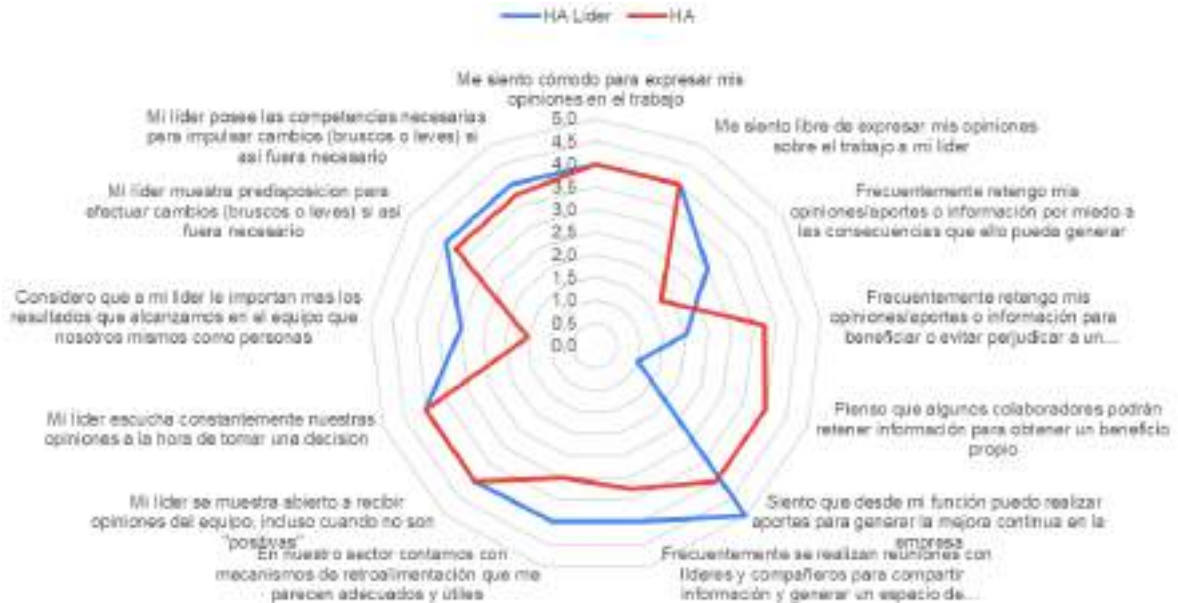 HA Lider HA
Me siento cómodo para expresar mis
opiniones en el trabajo
Me siento libre de expresar mis opiniones
sobre el trabajo a mi líder
Frecuentemente retengo mis
opiniones/aportes o información por miedo a
las consecuencias que ello pueda generar
Frecuentemente retengo mis
opiniones/aportes o información para
beneficiar o evitar perjudicar a un...
Pienso que algunos colaboradores podrán
retener información para obtener un beneficio
propio
Siento que desde mi función puedo realizar
aportes para generar la mejora continua en la
empresa
Frecuentemente se realizan reuniones con
líderes y compañeros para compartir
información y generar un espacio de...
En nuestro sector contamos con
mecanismos de retroalimentación que me
parecen adecuados y útiles
Mi líder se muestra abierto a recibir
opiniones del equipo, incluso cuando no son
"positivas"
Mi líder escucha constantemente nuestras
opiniones a la hora de tomar una decision
Considero que a mi líder le importan mas los
resultados que alcanzamos en el equipo que
nosotros mismos como personas
Mi líder muestra predisposicion para
efectuar cambios (bruscos o leves) si así
fuera necesario
Mi líder posee las competencias necesarias
para impulsar cambios (bruscos o leves) si
así fuera necesario
5,0
4,5
4,0
3,5
3,0
2,5
2,0
1,5
1,0
0,5
0,0